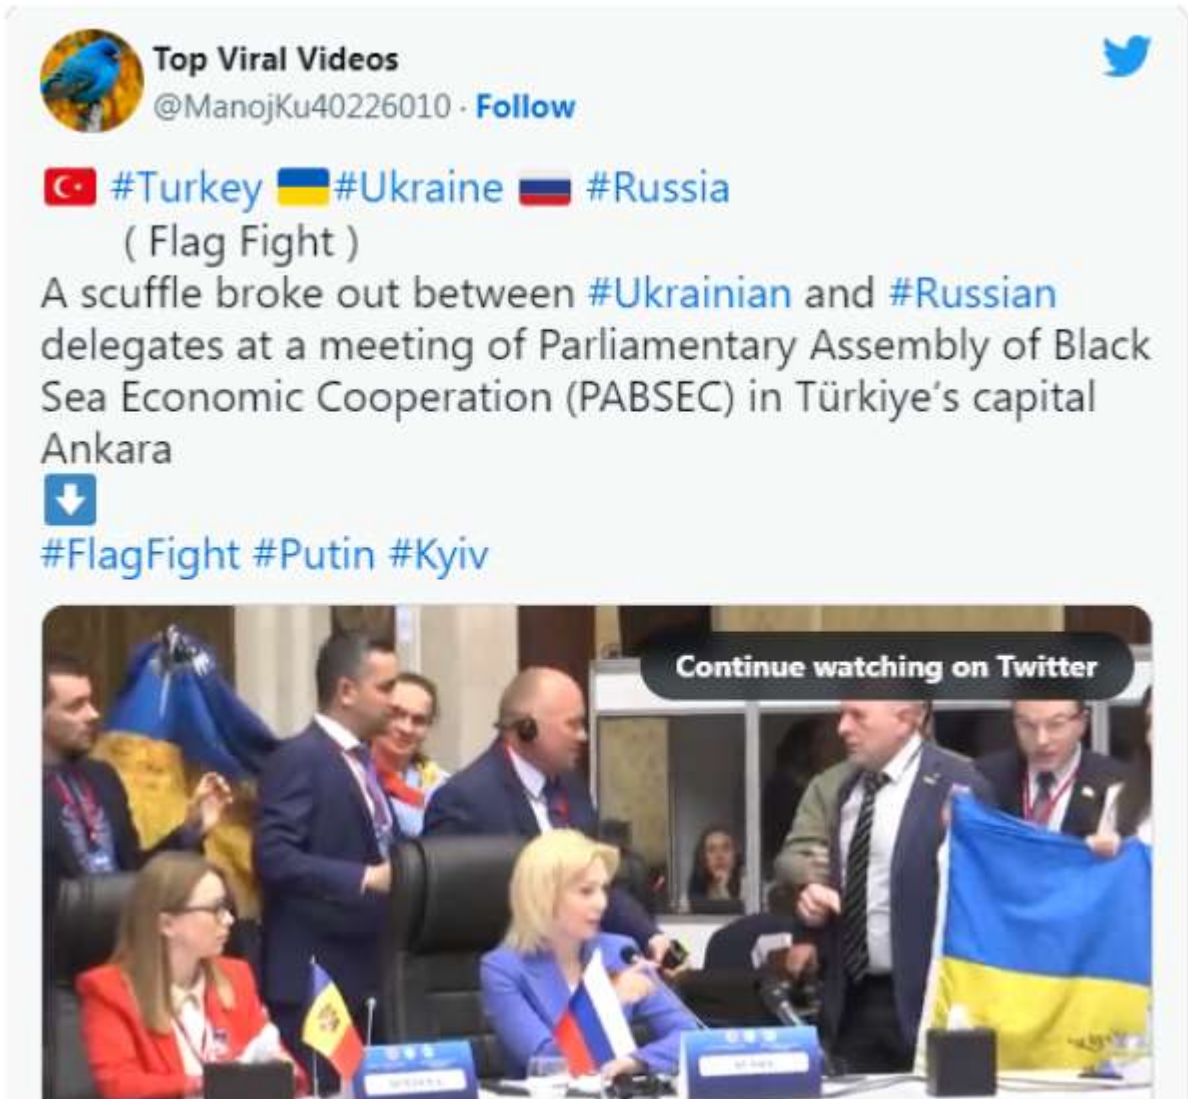 Top Viral Videos
@ManojKu40226010 · Follow
#Turkey #Ukraine #Russia
( Flag Fight )
A scuffle broke out between #Ukrainian and #Russian
delegates at a meeting of Parliamentary Assembly of Black
Sea Economic Cooperation (PABSEC) in Türkiye's capital
Ankara
#FlagFight #Putin #Kyiv
Continue watching on Twitter